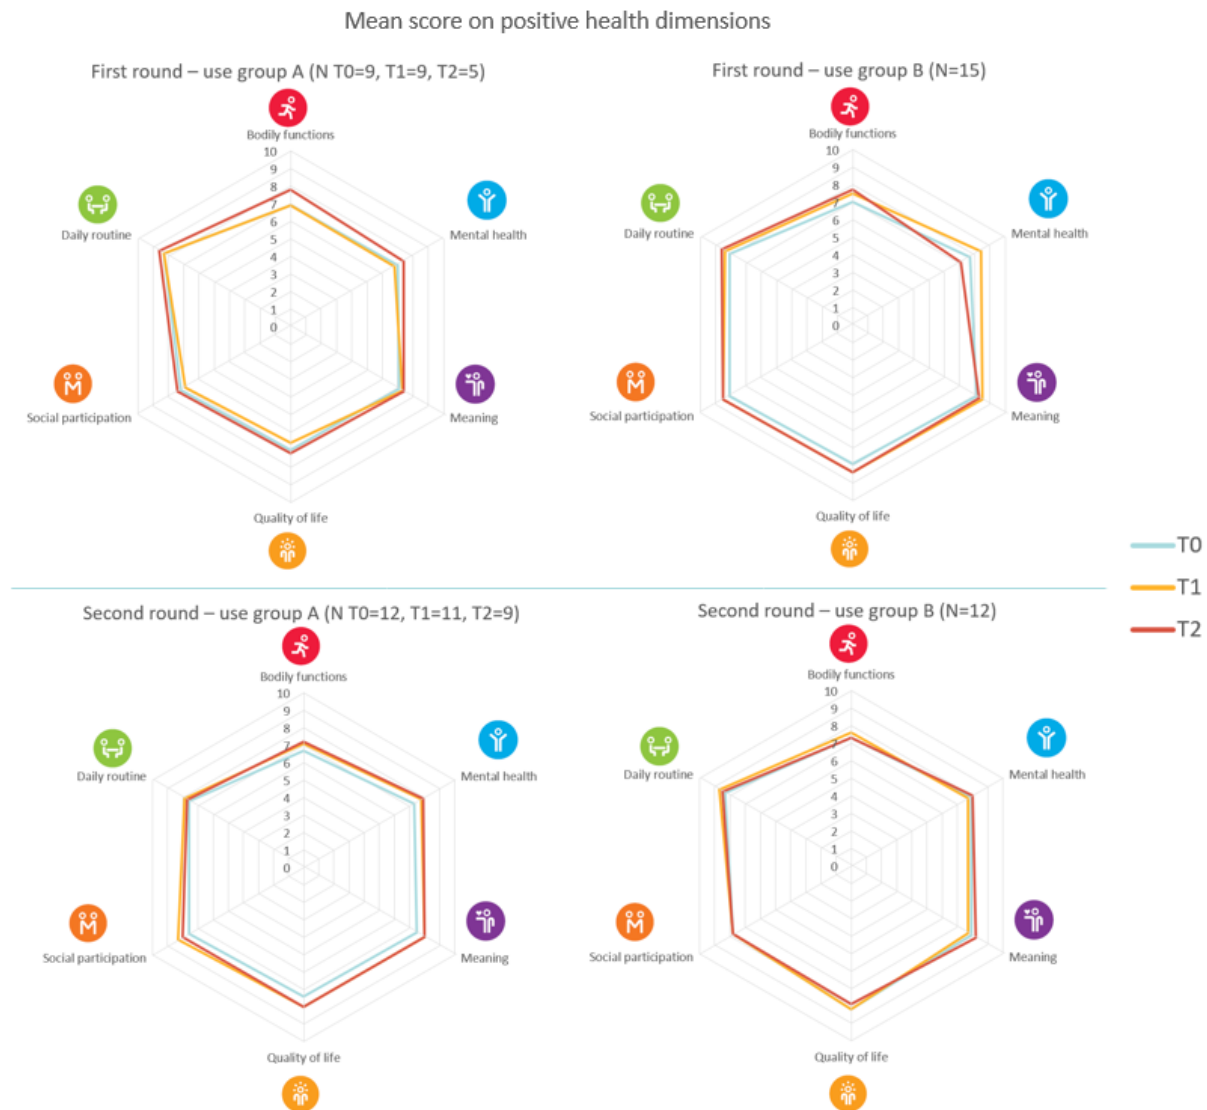 Mean score on positive health dimensions
First round – use group A (N T0=9, T1=9, T2=5)
Bodily functions
10
9
8
7
6
5
4
3
2
1
0
Mental health
Meaning
Quality of life
Social participation
Daily routine
First round – use group B (N=15)
Bodily functions
10
9
8
7
6
5
4
3
2
1
0
Mental health
Meaning
Quality of life
Social participation
Daily routine
T0
T1
T2
Second round – use group A (N T0=12, T1=11, T2=9)
Bodily functions
10
9
8
7
6
5
4
3
2
1
0
Mental health
Meaning
Quality of life
Social participation
Daily routine
Second round – use group B (N=12)
Bodily functions
10
9
8
7
6
5
4
3
2
1
0
Mental health
Meaning
Quality of life
Social participation
Daily routine